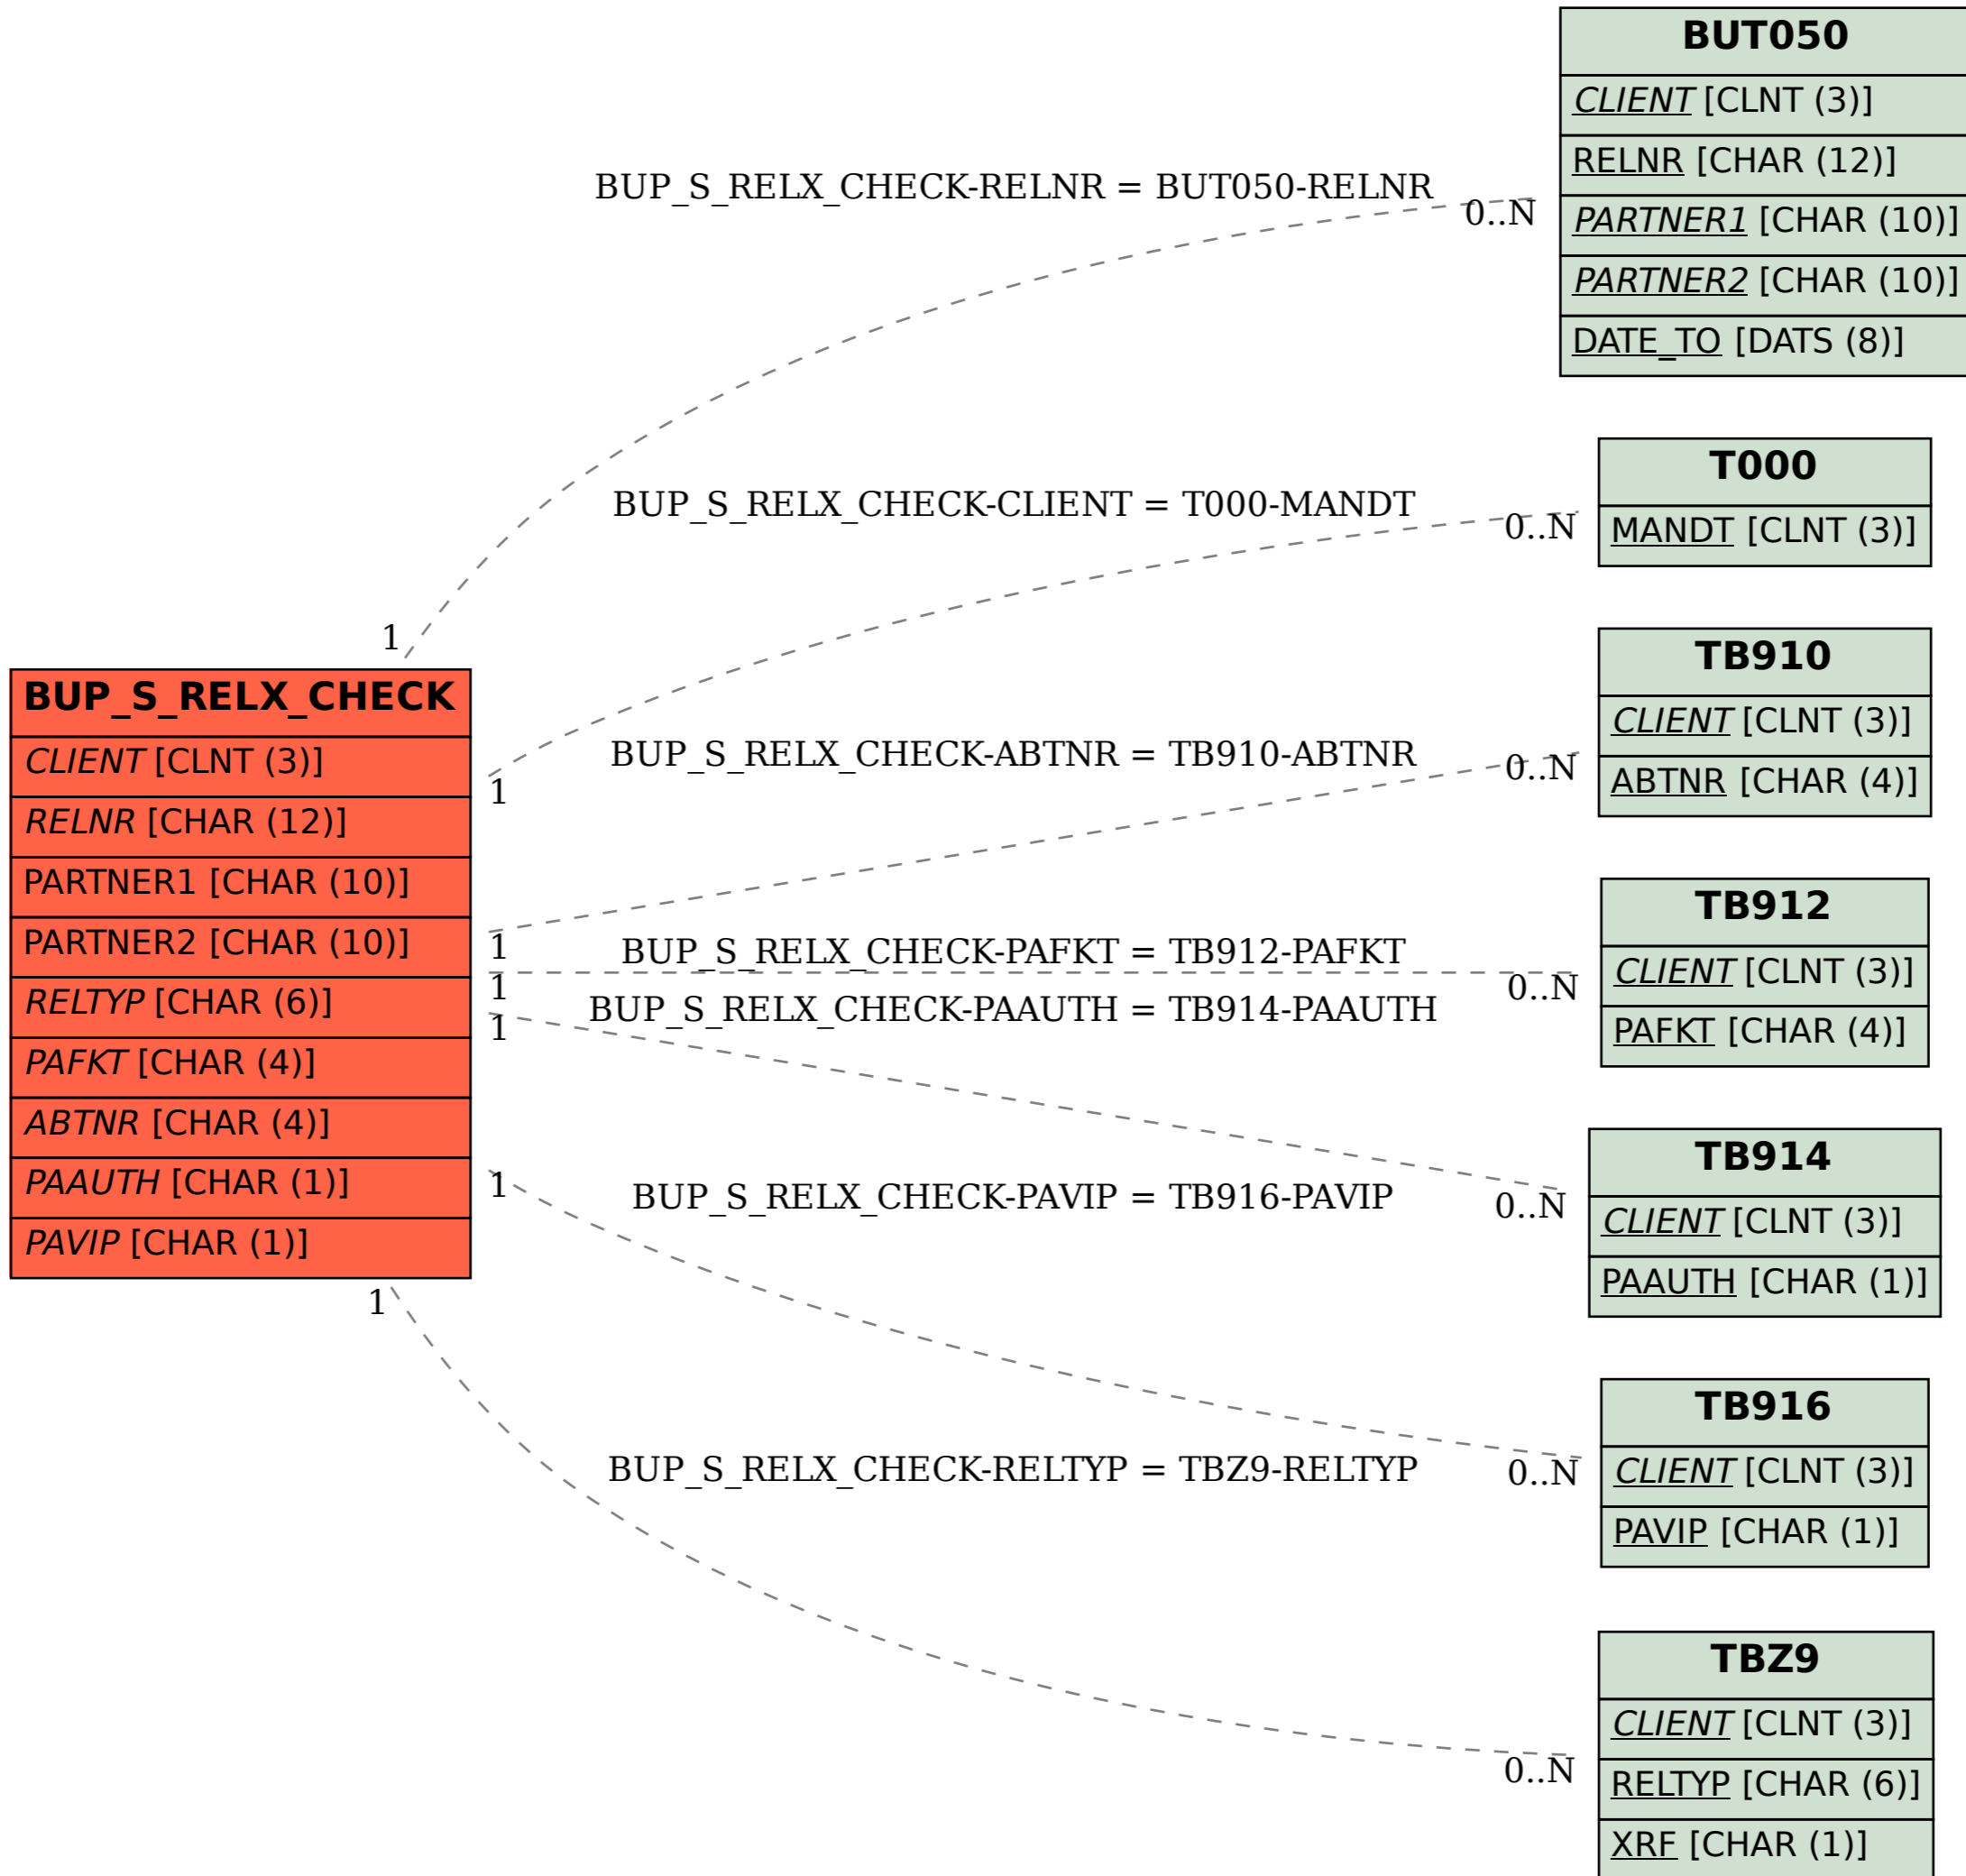 BUT050
CLIENT [CLNT (3)]
RELNR [CHAR (12)]
PARTNER1 [CHAR (10)]
PARTNER2 [CHAR (10)]
DATE_TO [DATS (8)]
BUP_S_RELX_CHECK-RELNR = BUT050-RELNR
0..N
1
T000
MANDT [CLNT (3)]
BUP_S_RELX_CHECK-CLIENT = T000-MANDT
0..N
1
BUP_S_RELX_CHECK
CLIENT [CLNT (3)]
RELNR [CHAR (12)]
PARTNER1 [CHAR (10)]
PARTNER2 [CHAR (10)]
RELTYP [CHAR (6)]
PAFKT [CHAR (4)]
ABTNR [CHAR (4)]
PAAUTH [CHAR (1)]
PAVIP [CHAR (1)]
TB910
CLIENT [CLNT (3)]
ABTNR [CHAR (4)]
BUP_S_RELX_CHECK-ABTNR = TB910-ABTNR
0..N
1
TB912
CLIENT [CLNT (3)]
PAFKT [CHAR (4)]
BUP_S_RELX_CHECK-PAFKT = TB912-PAFKT
0..N
1
BUP_S_RELX_CHECK-PAAUTH = TB914-PAAUTH
0..N
1
TB914
CLIENT [CLNT (3)]
PAAUTH [CHAR (1)]
BUP_S_RELX_CHECK-PAVIP = TB916-PAVIP
0..N
1
TB916
CLIENT [CLNT (3)]
PAVIP [CHAR (1)]
BUP_S_RELX_CHECK-RELTYP = TBZ9-RELTYP
0..N
1
TBZ9
CLIENT [CLNT (3)]
RELTYP [CHAR (6)]
XRF [CHAR (1)]